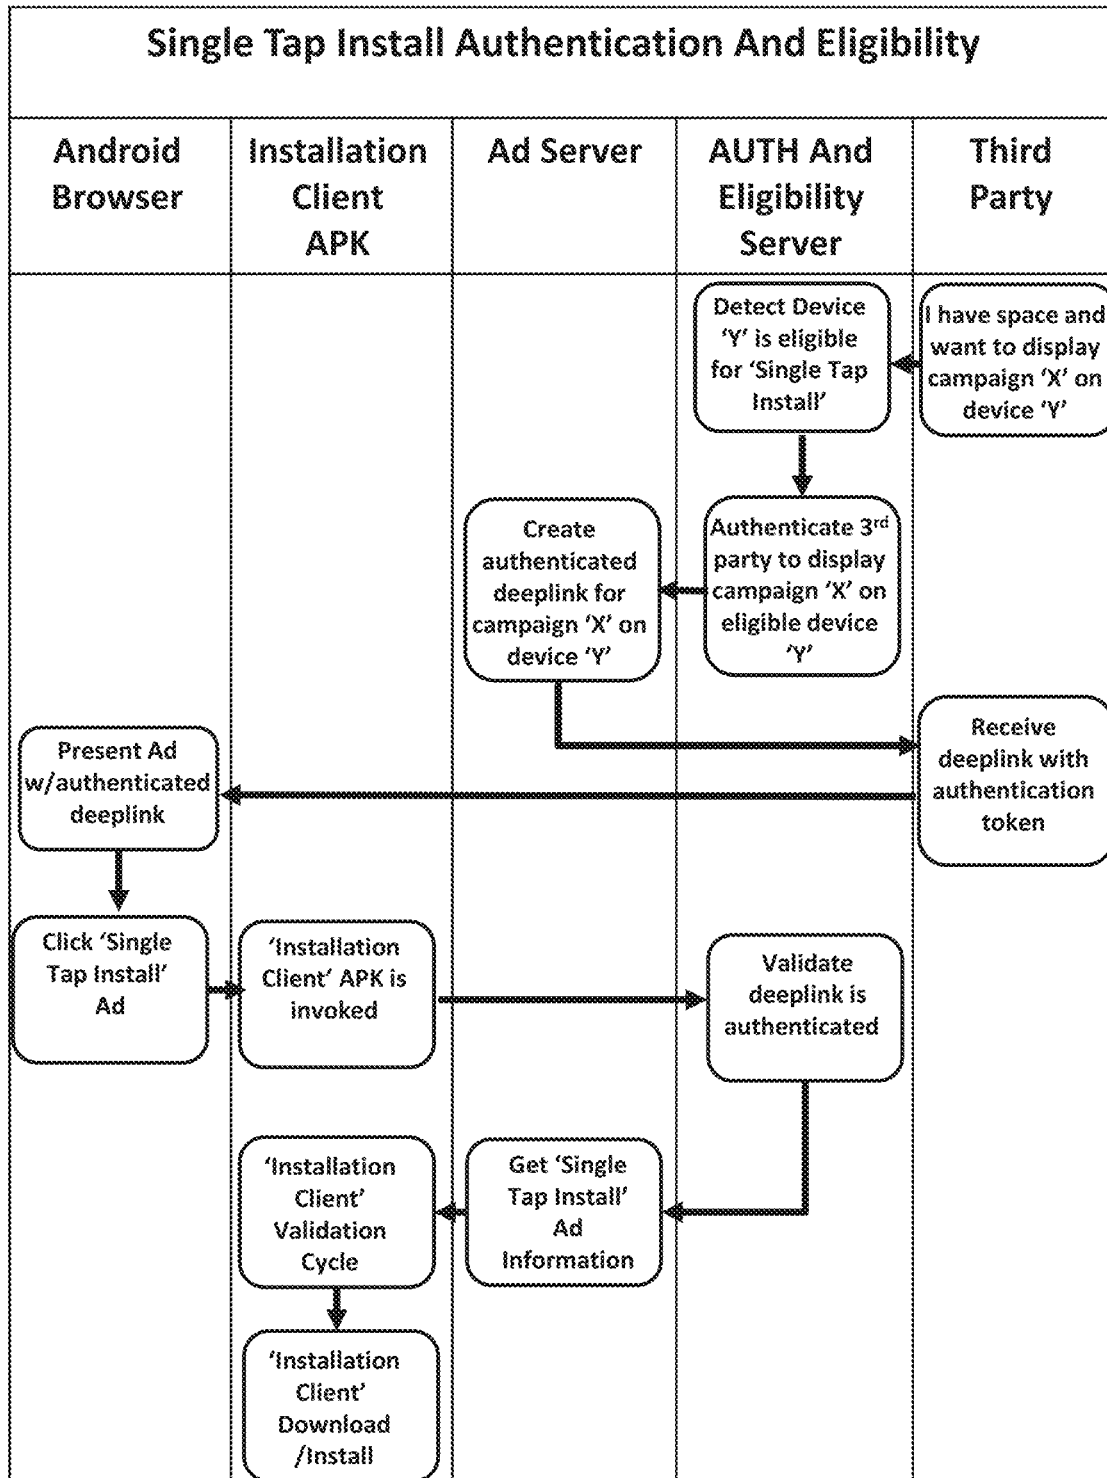 Single Tap Install Authentication And Eligibility
Android
Browser
Installation
Client
APK
Ad Server
AUTH And
Eligibility
Server
Third
Party
Detect Device
‘Y’ is eligible
for ‘Single Tap
Install’
I have space and
want to display
campaign ‘X’ on
device ‘Y’
Create
authenticated
deeplink for
campaign ‘X’ on
device ‘Y’
Authenticate 3rd
party to display
campaign ‘X’ on
eligible device
‘Y’
Present Ad
w/authenticated
deeplink
Receive
deeplink with
authentication
token
Click ‘Single
Tap Install’
Ad
‘Installation
Client‘ APK is
invoked
Validate
deeplink is
authenticated
‘Installation
Client’
Validation
Cycle
Get ‘Single
Tap Install’
Ad
Information
‘Installation
Client’
Download
/Install